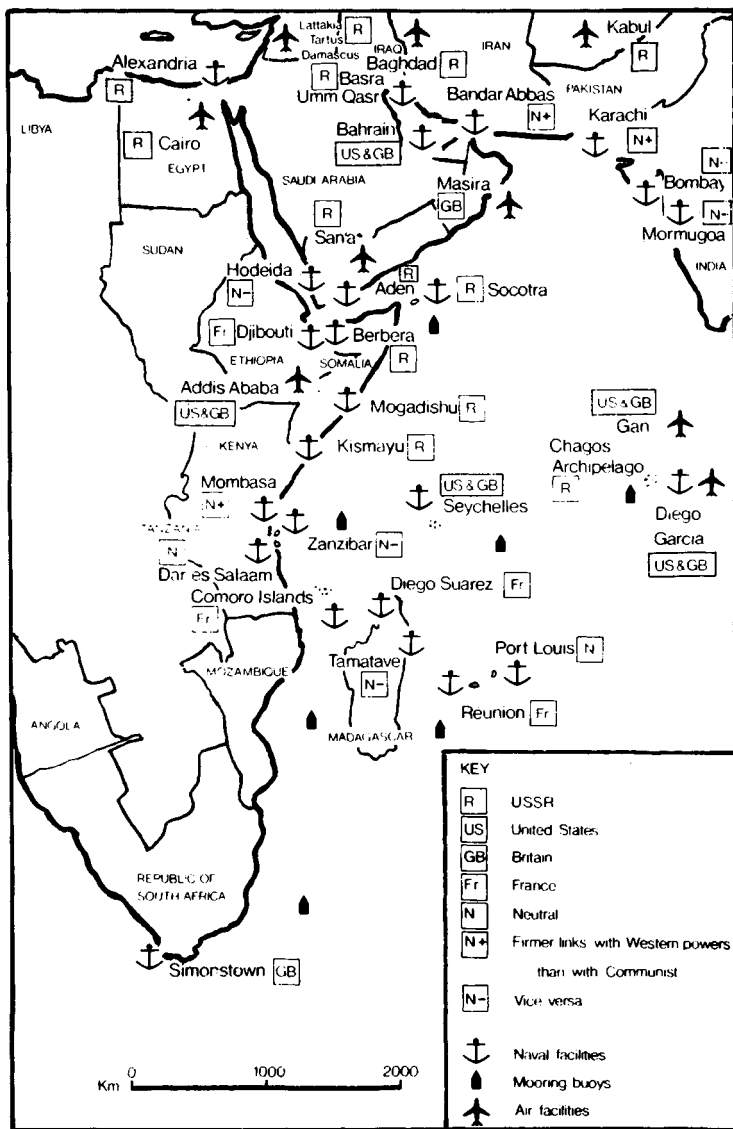 Lattakia
Tartus R
Damascus
IRAQ
IRAN
Kabul
R
Alexandria
R
R Basra
Baghdad R
Umm Qasr
Bandar Abbas
N+
PAKISTAN
Karachi
N+
LIBYA
R Cairo
EGYPT
Bahrain
US & GB
N-
Bombay
SAUDI ARABIA
Masira
GB
N-
Mormugoa
INDIA
SUDAN
R
San'a
Hodeida
N-
R
Aden
R Socotra
Fr Djibouti
Berbera
R
ETHIOPIA
SOMALIA
Addis Ababa
US & GB
Mogadishu R
US & GB
Gan
KENYA
Kismayu R
Chagos
Archipelago
R
Mombasa
N+
US & GB
Seychelles
Diego
Garcia
US & GB
TANZANIA
N
Zanzibar N-
Dar es Salaam
Comoro Islands
Fr
Diego Suarez Fr
Port Louis N
Tamatave
N-
MOZAMBIQUE
Reunion Fr
ANGOLA
MADAGASCAR
REPUBLIC OF
SOUTH AFRICA
Simonstown GB
0 1000 2000
Km
KEY
R USSR
US United States
GB Britain
Fr France
N Neutral
N+ Firmer links with Western powers
than with Communist
N- Vice versa
Naval facilities
Mooring buoys
Air facilities